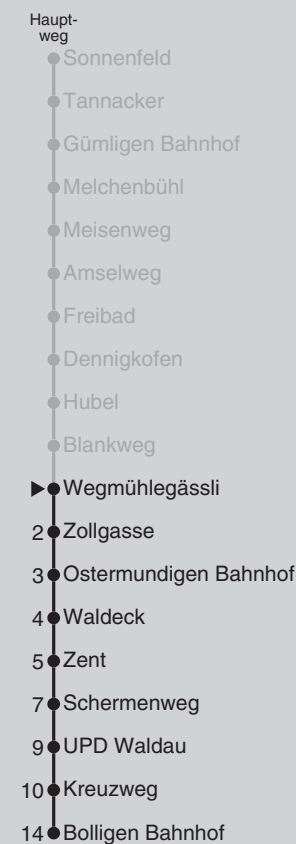 Haupt-
weg
Sonnenfeld
Tannacker
Gümligen Bahnhof
Melchenbühl
Meisenweg
Amselweg
Freibad
Dennigkofen
Hubel
Blankweg
Wegmühlegässli
2 Zollgasse
3 Ostermundigen Bahnhof
4 Waldeck
5 Zent
7 Schermenweg
9 UPD Waldau
10 Kreuzweg
14 Bolligen Bahnhof